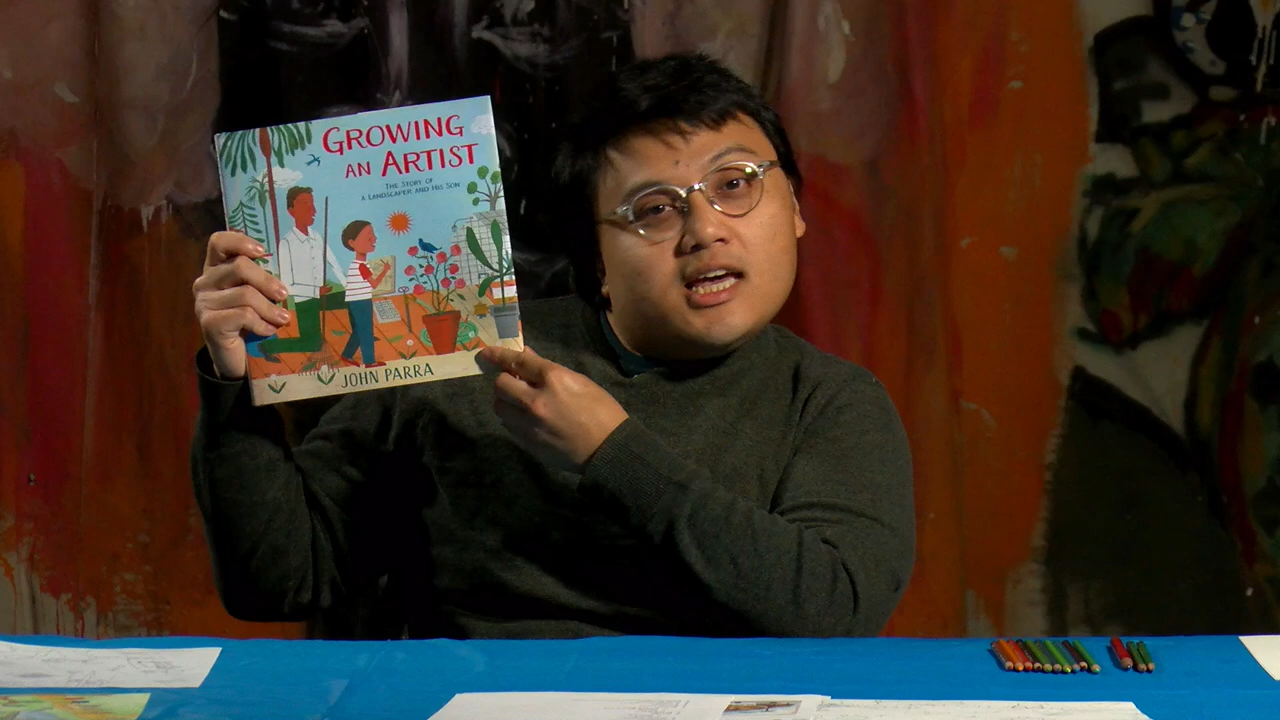 GROWING
AN ARTIST
THE STORY OF
A LANDSCAPER AND HIS SON
JOHN PARRA